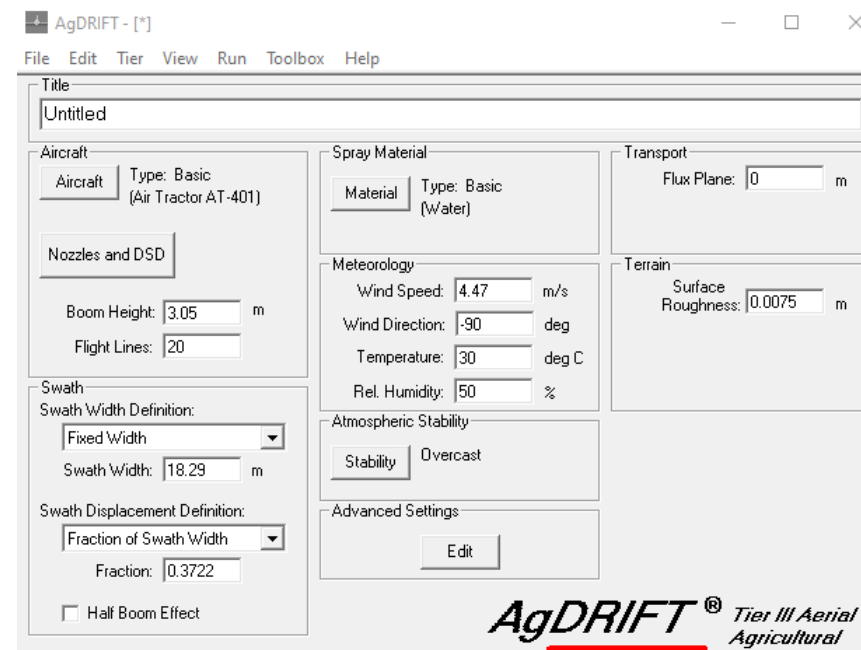 AgDRIFT - [*]
File Edit Tier View Run Toolbox Help
Title
Untitled
Aircraft
Aircraft
Type: Basic
(Air Tractor AT-401)
Nozzles and DSD
Boom Height: 3.05 m
Flight Lines: 20
Swath
Swath Width Definition:
Fixed Width
Swath Width: 18.29 m
Swath Displacement Definition:
Fraction of Swath Width
Fraction: 0.3722
Half Boom Effect
Spray Material
Material
Type: Basic
(Water)
Meteorology
Wind Speed: 4.47 m/s
Wind Direction: -90 deg
Temperature: 30 deg C
Rel. Humidity: 50 %
Atmospheric Stability
Stability Overcast
Advanced Settings
Edit
Transport
Flux Plane: 0 m
Terrain
Surface
Roughness: 0.0075 m
AgDRIFT ® Tier III Aerial
Agricultural